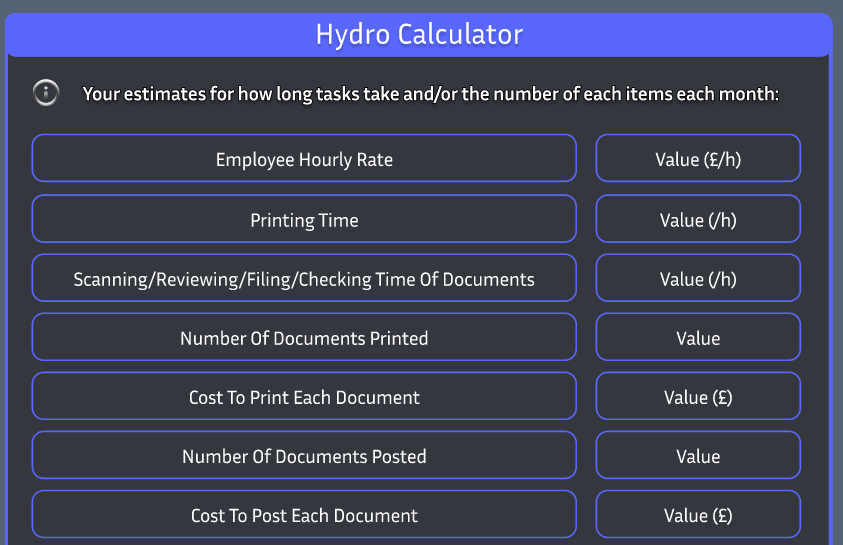 Hydro Calculator
Your estimates for how long tasks take and/or the number of each items each month:
Employee Hourly Rate
Value (£/h)
Printing Time
Value (/h)
Scanning/Reviewing/Filing/Checking Time Of Documents
Value (/h)
Number Of Documents Printed
Value
Cost To Print Each Document
Value (£)
Number Of Documents Posted
Value
Cost To Post Each Document
Value (£)